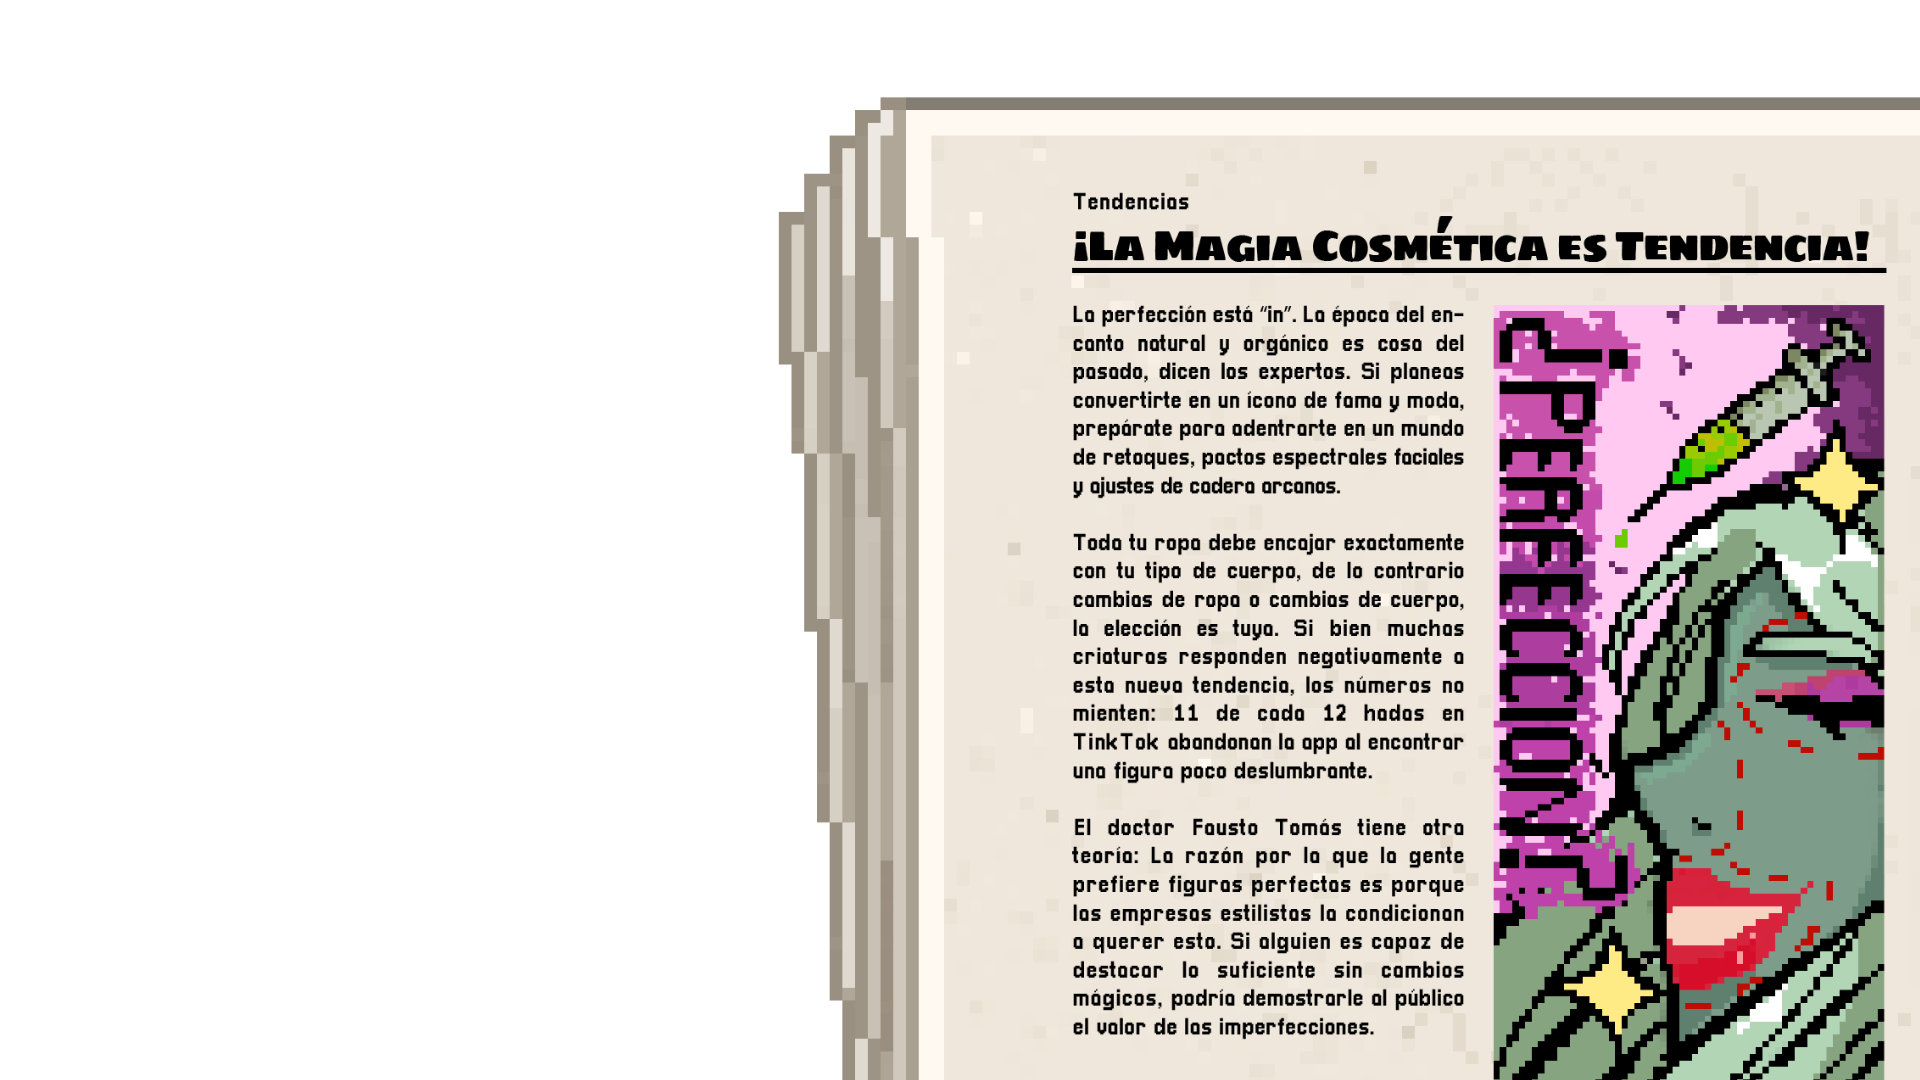 Tendencias
¡La Magia Cosmética es Tendencia!
La perfección está "in". La época del en-
canto natural y orgánico es cosa del
pasado, dicen los expertos. Si planeas
convertirte en un ícono de fama y moda,
prepárate para adentrarte en un mundo
de retoques, pactos espectrales faciales
y ajustes de cadera arcanos.
Toda tu ropa debe encajar exactamente
con tu tipo de cuerpo, de lo contrario
cambias de ropa o cambias de cuerpo,
la elección es tuya. Si bien muchas
criaturas responden negativamente a
esta nueva tendencia, los números no
mienten: 11 de cada 12 hadas en
TinkTok abandonan la app al encontrar
una figura poco deslumbrante.
El doctor Fausto Tomás tiene otra
teoría: La razón por la que la gente
prefiere figuras perfectas es porque
las empresas estilistas la condicionan
a querer esto. Si alguien es capaz de
destacar lo suficiente sin cambios
mágicos, podría demostrarle al público
el valor de las imperfecciones.
¿PERFECCION?